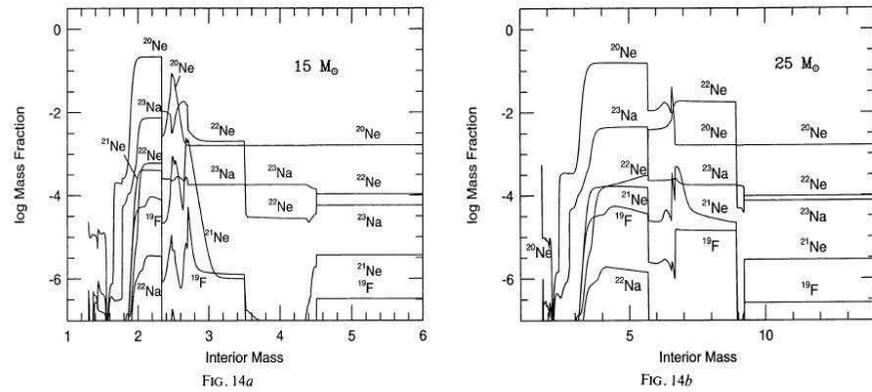 0
-2
-4
-6
log Mass Fraction
15 M⊙
²⁰Ne
²⁰Ne
²³Na
²¹Ne
²²Ne
¹⁹F
²²Na
²²Ne
²³Na
²³Na
²²Ne
²¹Ne
¹⁹F
²⁰Ne
²²Ne
²³Na
²¹Ne
¹⁹F
1
2
3
4
5
6
Interior Mass
FIG. 14a
0
-2
-4
-6
log Mass Fraction
25 M⊙
²⁰Ne
²²Ne
²³Na
²⁰Ne
²⁰Ne
²²Ne
²³Na
²²Ne
²¹Ne
²¹Ne
²³Na
¹⁹F
¹⁹F
²⁰Ne
²¹Ne
²²Na
¹⁹F
5
10
Interior Mass
FIG. 14b